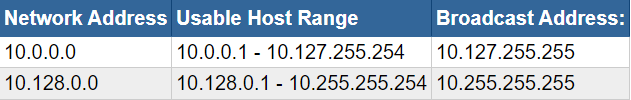 Network Address Usable Host Range Broadcast Address:
10.0.0.0 10.0.0.1 - 10.127.255.254 10.127.255.255
10.128.0.0 10.128.0.1 - 10.255.255.254 10.255.255.255